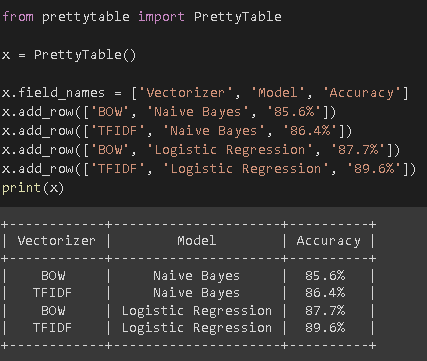 from prettytable import PrettyTable
x = PrettyTable()
x.field_names = ['Vectorizer', 'Model', 'Accuracy']
x.add_row(['BOW', 'Naive Bayes', '85.6%'])
x.add_row(['TFIDF', 'Naive Bayes', '86.4%'])
x.add_row(['BOW', 'Logistic Regression', '87.7%'])
x.add_row(['TFIDF', 'Logistic Regression', '89.6%'])
print(x)
+------------+---------------------+----------+
| Vectorizer |        Model        | Accuracy |
+------------+---------------------+----------+
|    BOW     |     Naive Bayes     |  85.6%   |
|   TFIDF    |     Naive Bayes     |  86.4%   |
|    BOW     | Logistic Regression |  87.7%   |
|   TFIDF    | Logistic Regression |  89.6%   |
+------------+---------------------+----------+